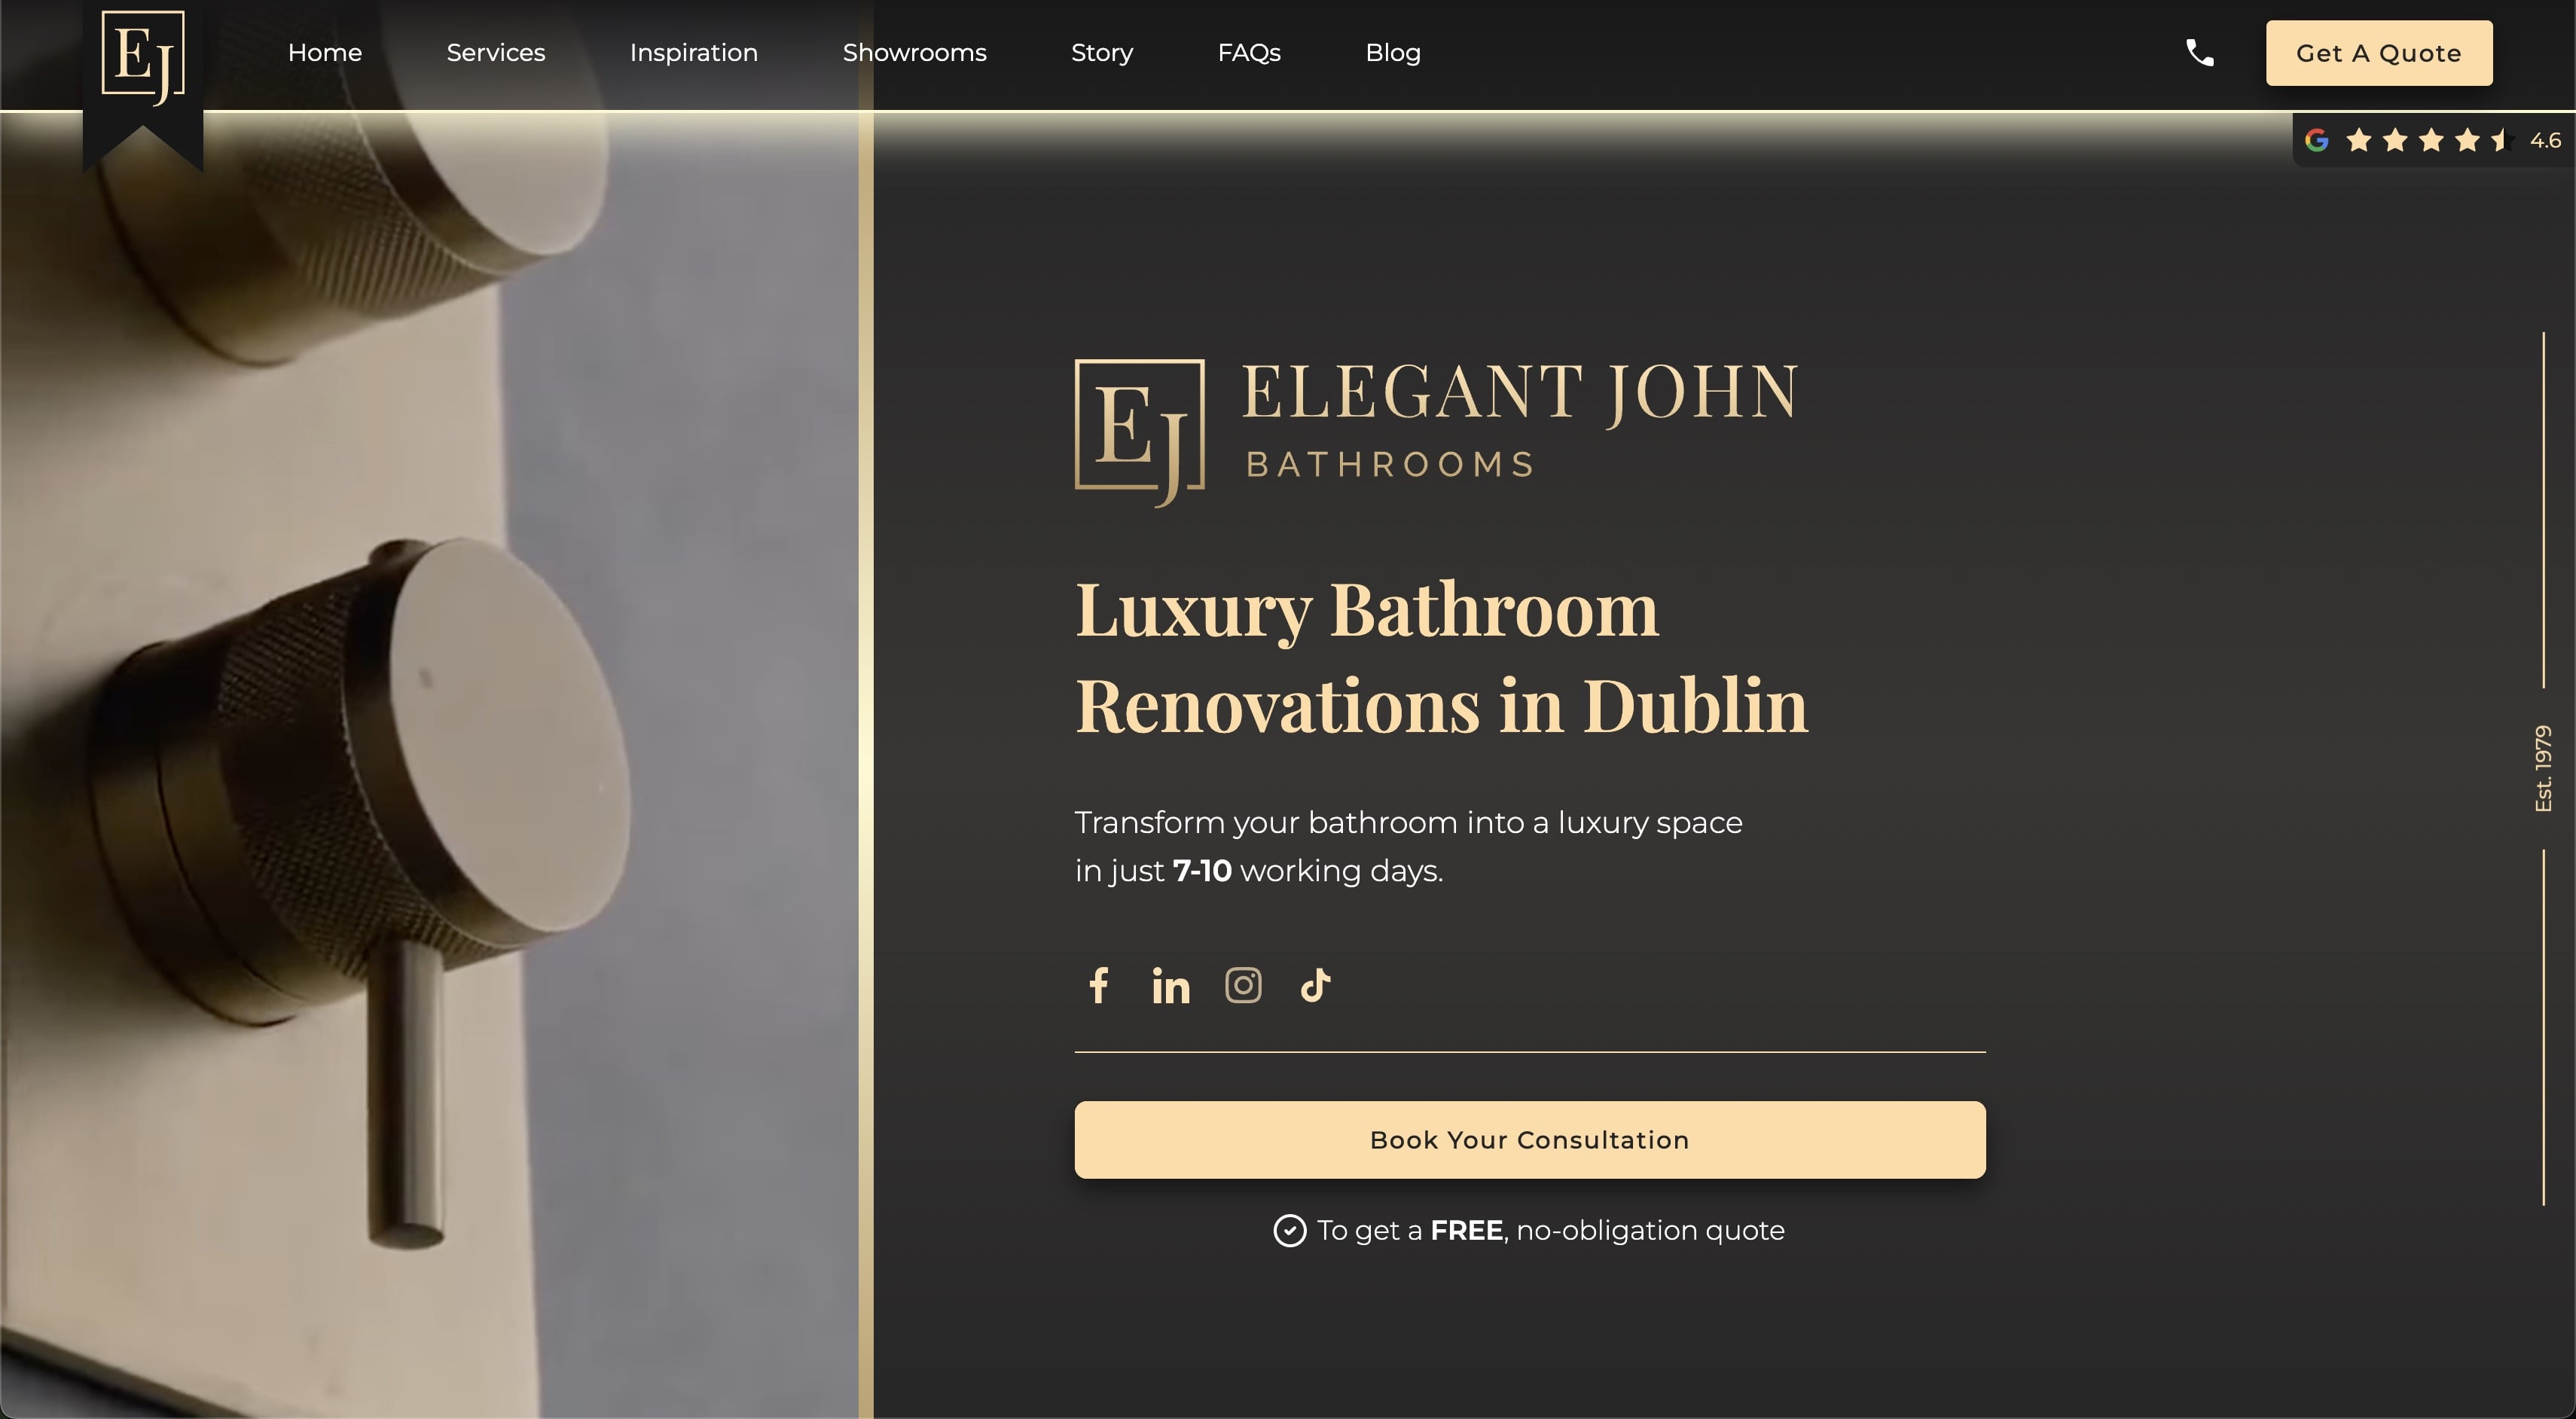 EJ
Home
Services
Inspiration
Showrooms
Story
FAQs
Blog
Get A Quote
G
4.6
EJ
ELEGANT JOHN
BATHROOMS
Luxury Bathroom
Renovations in Dublin
Transform your bathroom into a luxury space
in just 7-10 working days.
f
in
Book Your Consultation
To get a FREE, no-obligation quote
Est. 1979